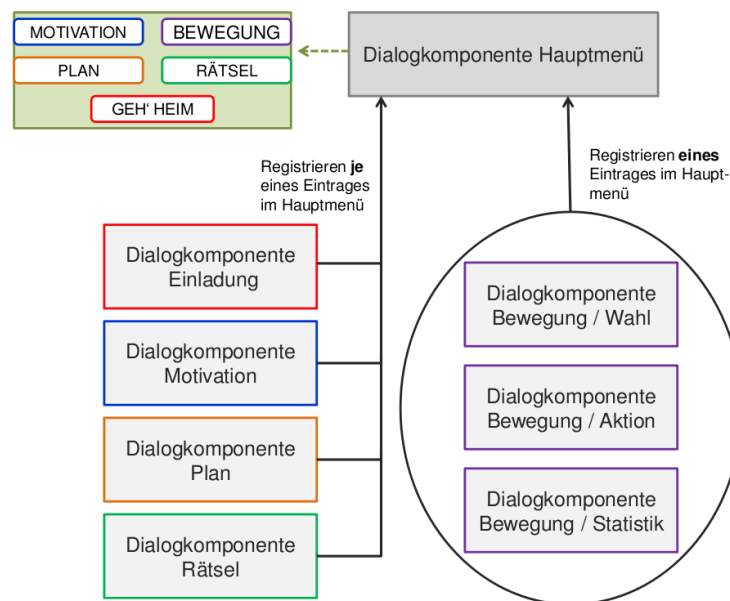 MOTIVATION
BEWEGUNG
PLAN
RÄTSEL
GEH' HEIM
Dialogkomponente Hauptmenü
Registrieren je
eines Eintrages
im Hauptmenü
Registrieren eines
Eintrages im Haupt-
menü
Dialogkomponente
Einladung
Dialogkomponente
Motivation
Dialogkomponente
Plan
Dialogkomponente
Rätsel
Dialogkomponente
Bewegung / Wahl
Dialogkomponente
Bewegung / Aktion
Dialogkomponente
Bewegung / Statistik